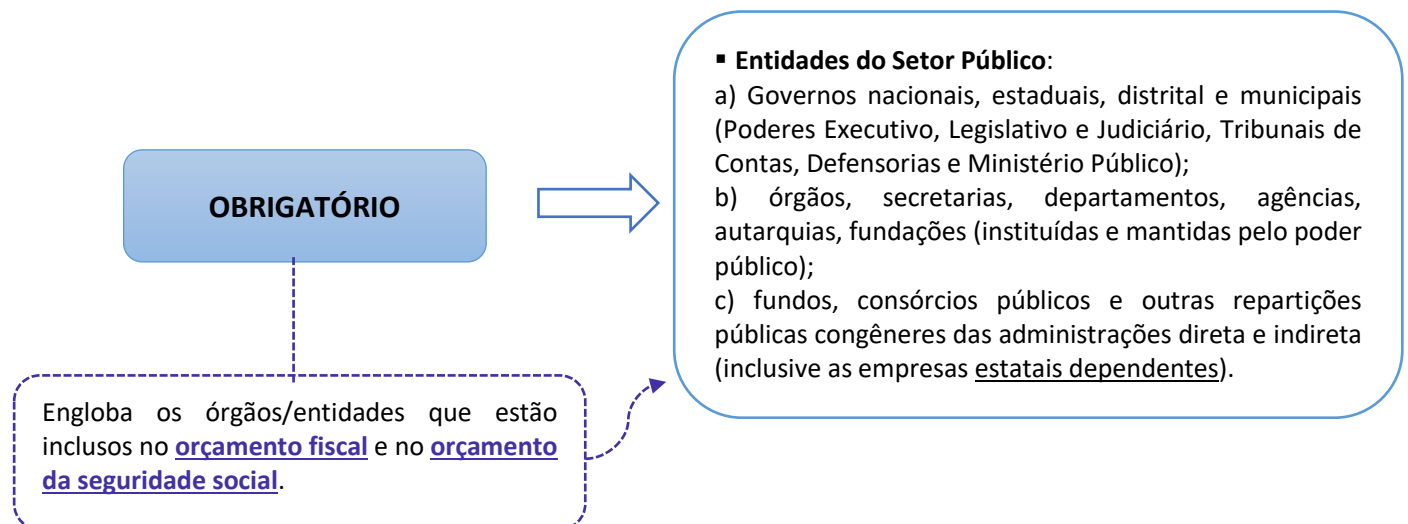 OBRIGATÓRIO
Engloba os órgãos/entidades que estão
inclusos no orçamento fiscal e no orçamento
da seguridade social.
▪ Entidades do Setor Público:
a) Governos nacionais, estaduais, distrital e municipais
(Poderes Executivo, Legislativo e Judiciário, Tribunais de
Contas, Defensorias e Ministério Público);
b) órgãos, secretarias, departamentos, agências,
autarquias, fundações (instituídas e mantidas pelo poder
público);
c) fundos, consórcios públicos e outras repartições
públicas congêneres das administrações direta e indireta
(inclusive as empresas estatais dependentes).